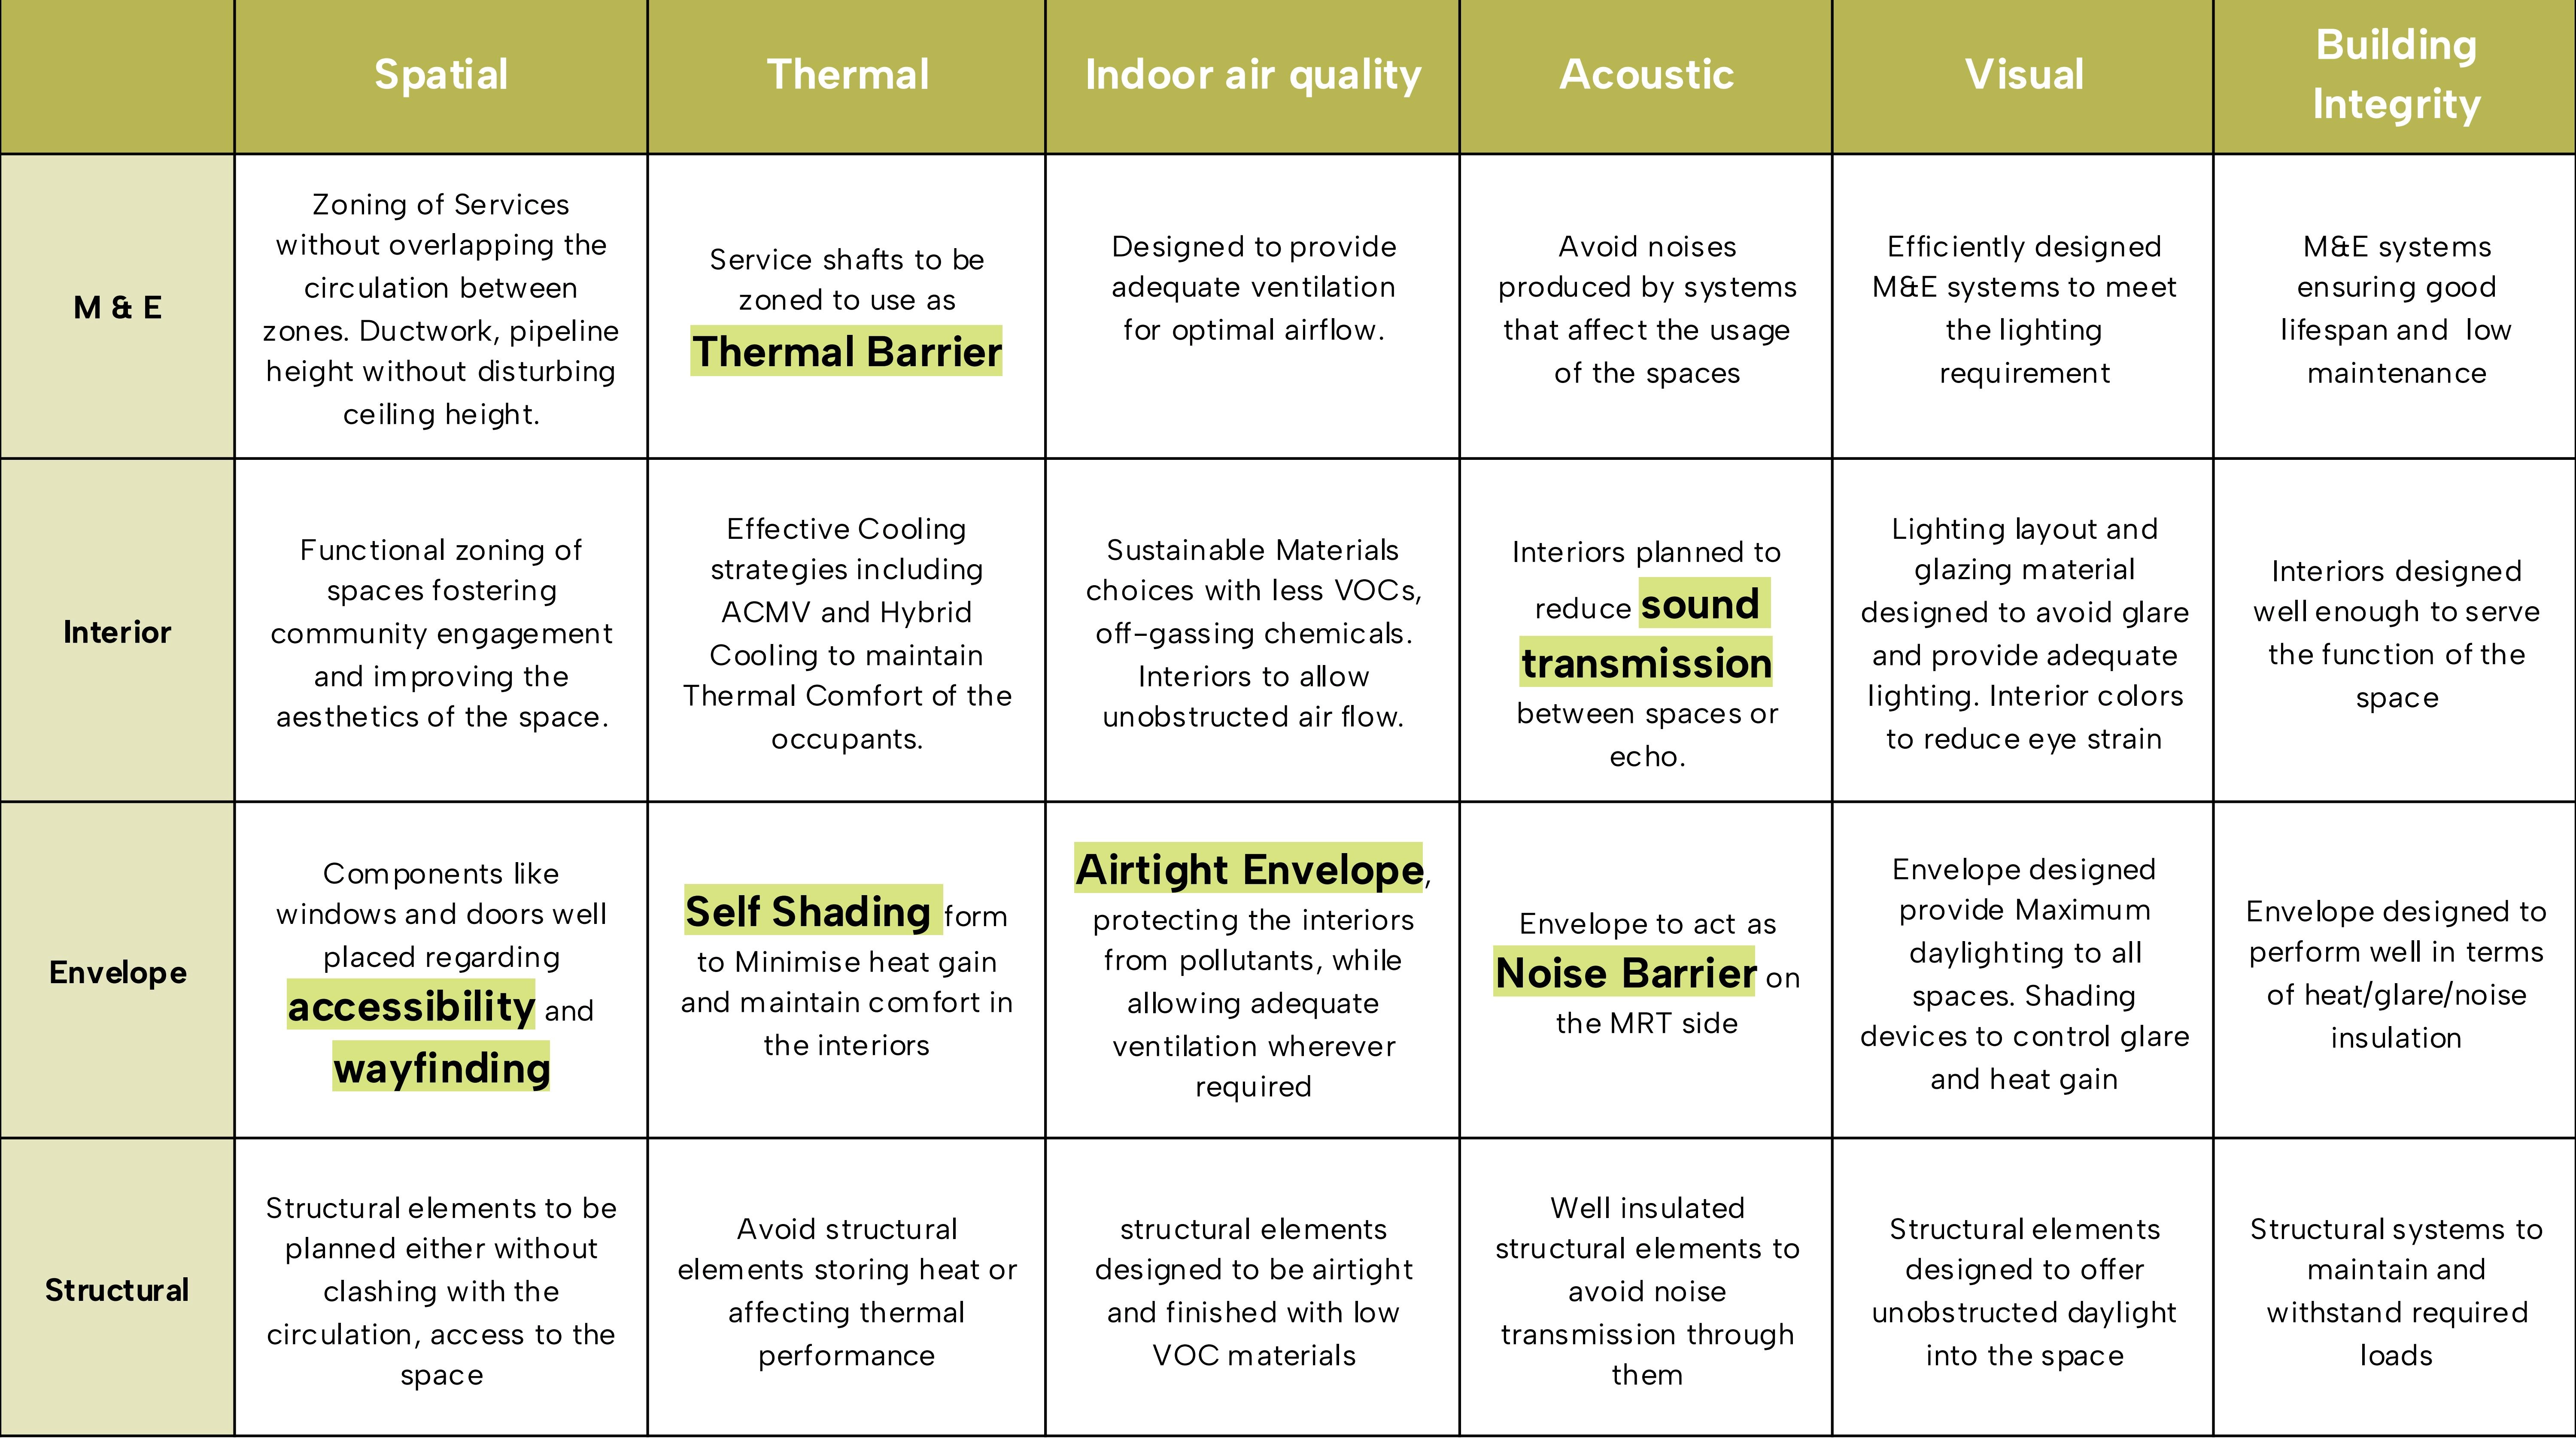 Spatial
Thermal
Indoor air quality
Acoustic
Visual
Building
Integrity
M & E
Zoning of Services
without overlapping the
circulation between
zones. Ductwork, pipeline
height without disturbing
ceiling height.
Service shafts to be
zoned to use as
Thermal Barrier
Designed to provide
adequate ventilation
for optimal airflow.
Avoid noises
produced by systems
that affect the usage
of the spaces
Efficiently designed
M&E systems to meet
the lighting
requirement
M&E systems
ensuring good
lifespan and low
maintenance
Interior
Functional zoning of
spaces fostering
community engagement
and improving the
aesthetics of the space.
Effective Cooling
strategies including
ACMV and Hybrid
Cooling to maintain
Thermal Comfort of the
occupants.
Sustainable Materials
choices with less VOCs,
off-gassing chemicals.
Interiors to allow
unobstructed air flow.
Interiors planned to
reduce sound
transmission
between spaces or
echo.
Lighting layout and
glazing material
designed to avoid glare
and provide adequate
lighting. Interior colors
to reduce eye strain
Interiors designed
well enough to serve
the function of the
space
Envelope
Components like
windows and doors well
placed regarding
accessibility and
wayfinding
Self Shading form
to Minimise heat gain
and maintain comfort in
the interiors
Airtight Envelope,
protecting the interiors
from pollutants, while
allowing adequate
ventilation wherever
required
Envelope to act as
Noise Barrier on
the MRT side
Envelope designed
provide Maximum
daylighting to all
spaces. Shading
devices to control glare
and heat gain
Envelope designed to
perform well in terms
of heat/glare/noise
insulation
Structural
Structural elements to be
planned either without
clashing with the
circulation, access to the
space
Avoid structural
elements storing heat or
affecting thermal
performance
structural elements
designed to be airtight
and finished with low
VOC materials
Well insulated
structural elements to
avoid noise
transmission through
them
Structural elements
designed to offer
unobstructed daylight
into the space
Structural systems to
maintain and
withstand required
loads